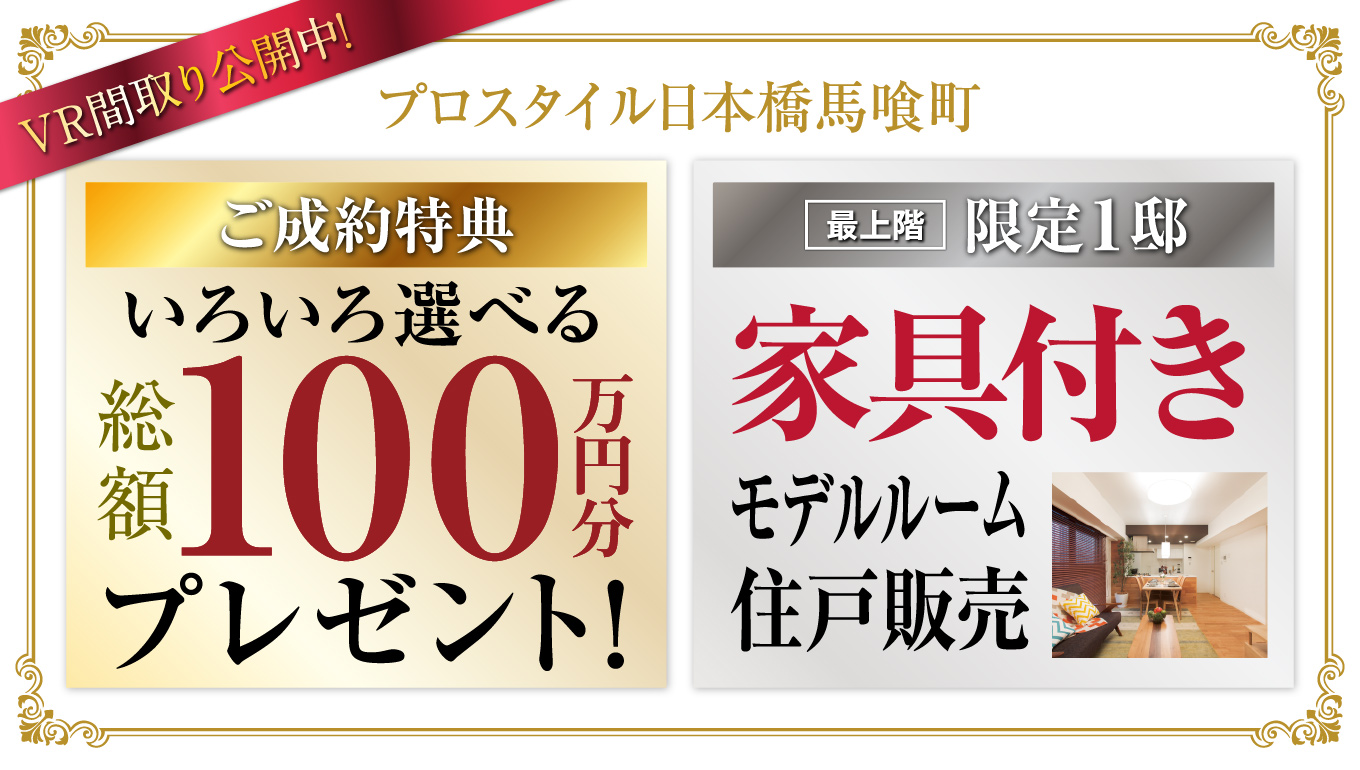 VR間取り公開中!
プロスタイル日本橋馬喰町
ご成約特典
いろいろ選べる
総額100万円分
プレゼント!
最上階 限定1邸
家具付き
モデルルーム
住戸販売